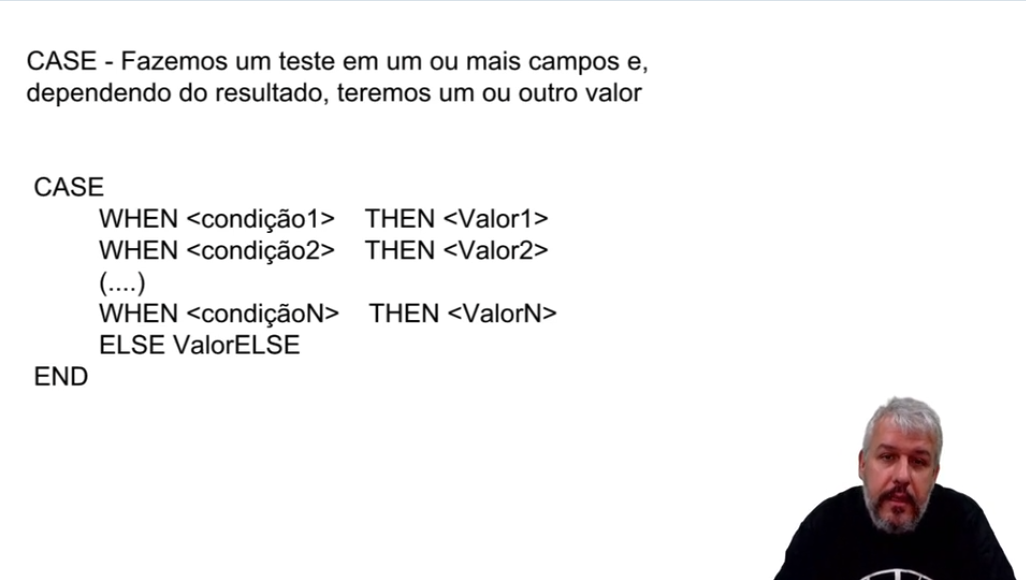 CASE - Fazemos um teste em um ou mais campos e,
dependendo do resultado, teremos um ou outro valor
CASE
WHEN <condição1> THEN <Valor1>
WHEN <condição2> THEN <Valor2>
(....)
WHEN <condiçãoN> THEN <ValorN>
ELSE ValorELSE
END